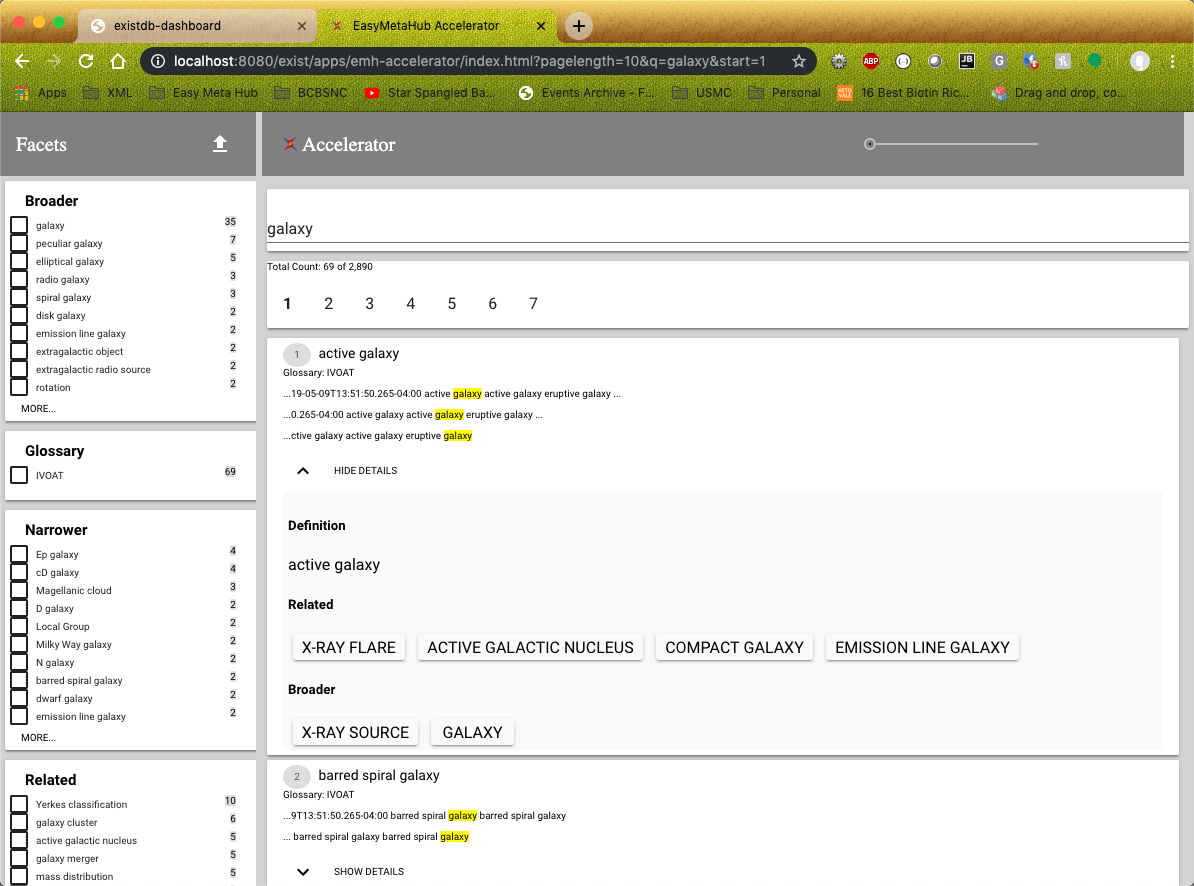 existdb-dashboard
EasyMetaHub Accelerator
localhost:8080/exist/apps/emh-accelerator/index.html?pagelength=10&q=galaxy&start=1
ABP
JB
G
Apps
XML
Easy Meta Hub
BCBSNC
Star Spangled Ba...
Events Archive - F...
USMC
Personal
KETO VALE
16 Best Biotin Ric...
Drag and drop, co...
Facets
Accelerator
Broader
galaxy 35
peculiar galaxy 7
elliptical galaxy 5
radio galaxy 3
spiral galaxy 3
disk galaxy 2
emission line galaxy 2
extragalactic object 2
extragalactic radio source 2
rotation 2
MORE...
Glossary
IVOAT 69
Narrower
Ep galaxy 4
cD galaxy 4
Magellanic cloud 3
D galaxy 2
Local Group 2
Milky Way galaxy 2
N galaxy 2
barred spiral galaxy 2
dwarf galaxy 2
emission line galaxy 2
MORE...
Related
Yerkes classification 10
galaxy cluster 6
active galactic nucleus 5
galaxy merger 5
mass distribution 5
galaxy
Total Count: 69 of 2,890
1 2 3 4 5 6 7
1 active galaxy
Glossary: IVOAT
...19-05-09T13:51:50.265-04:00 active galaxy active galaxy eruptive galaxy ...
...0.265-04:00 active galaxy active galaxy eruptive galaxy ...
...ctive galaxy active galaxy eruptive galaxy
HIDE DETAILS
Definition
active galaxy
Related
X-RAY FLARE ACTIVE GALACTIC NUCLEUS COMPACT GALAXY EMISSION LINE GALAXY
Broader
X-RAY SOURCE GALAXY
2 barred spiral galaxy
Glossary: IVOAT
...9T13:51:50.265-04:00 barred spiral galaxy barred spiral galaxy
... barred spiral galaxy barred spiral galaxy
SHOW DETAILS